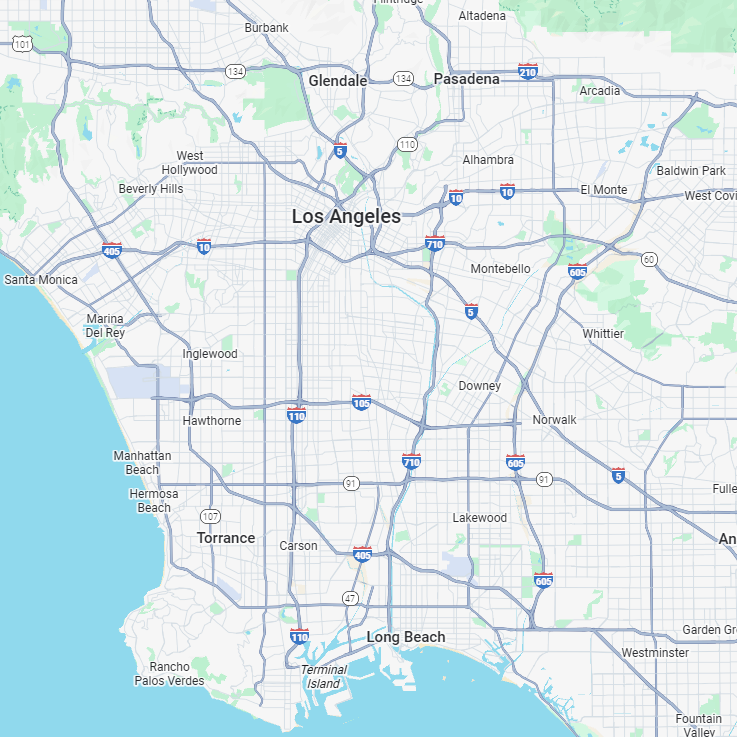 Flintridge
Altadena
Burbank
101
134
Glendale
134
Pasadena
210
Arcadia
110
5
West
Hollywood
Alhambra
Baldwin Park
Beverly Hills
10
10
El Monte
West Covi
Los Angeles
405
10
710
60
Montebello
605
Santa Monica
5
Marina
Del Rey
Whittier
Inglewood
Downey
105
110
Hawthorne
Norwalk
Manhattan
Beach
710
605
5
91
91
Hermosa
Beach
Fulle
107
Lakewood
Torrance
Carson
An
405
605
47
110
Long Beach
Garden Gr
Westminster
Rancho
Palos Verdes
Terminal
Island
Fountain
Valley